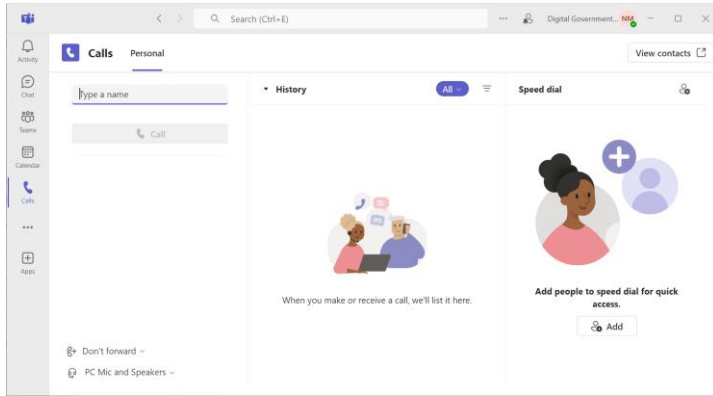 Search (Ctrl+E)
Digital Government...
NM
Activity
Chat
Teams
Calendar
Calls
Apps
Calls
Personal
View contacts
Type a name
Call
Don't forward
PC Mic and Speakers
History
All
When you make or receive a call, we'll list it here.
Speed dial
Add people to speed dial for quick
access.
Add